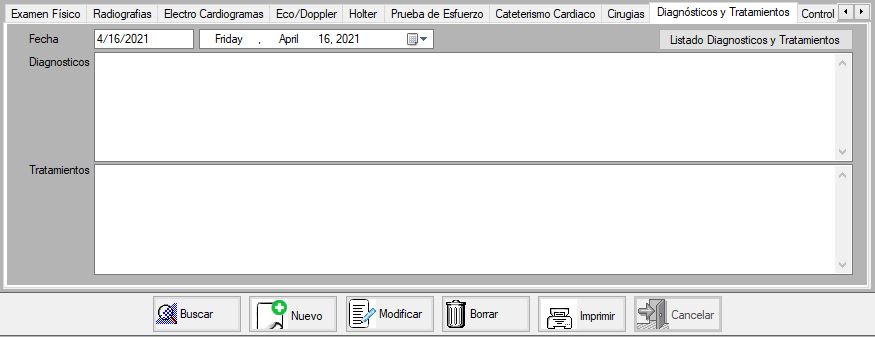 Examen Físico Radiografias Electro Cardiogramas Eco/Doppler Holter Prueba de Esfuerzo Cateterismo Cardiaco Cirugias Diagnósticos y Tratamientos Control
Fecha 4/16/2021 Friday , April 16, 2021 Listado Diagnosticos y Tratamientos
Diagnosticos
Tratamientos
Buscar Nuevo Modificar Borrar Imprimir Cancelar